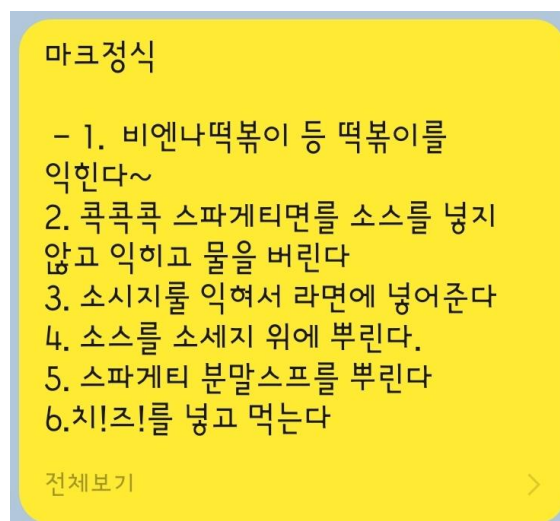 마크정식
– 1. 비엔나떡볶이 등 떡볶이를
익힌다~
2. 콕콕콕 스파게티면를 소스를 넣지
않고 익히고 물을 버린다
3. 소시지룰 익혀서 라면에 넣어준다
4. 소스를 소세지 위에 뿌린다.
5. 스파게티 분말스프를 뿌린다
6.치!즈!를 넣고 먹는다
전체보기